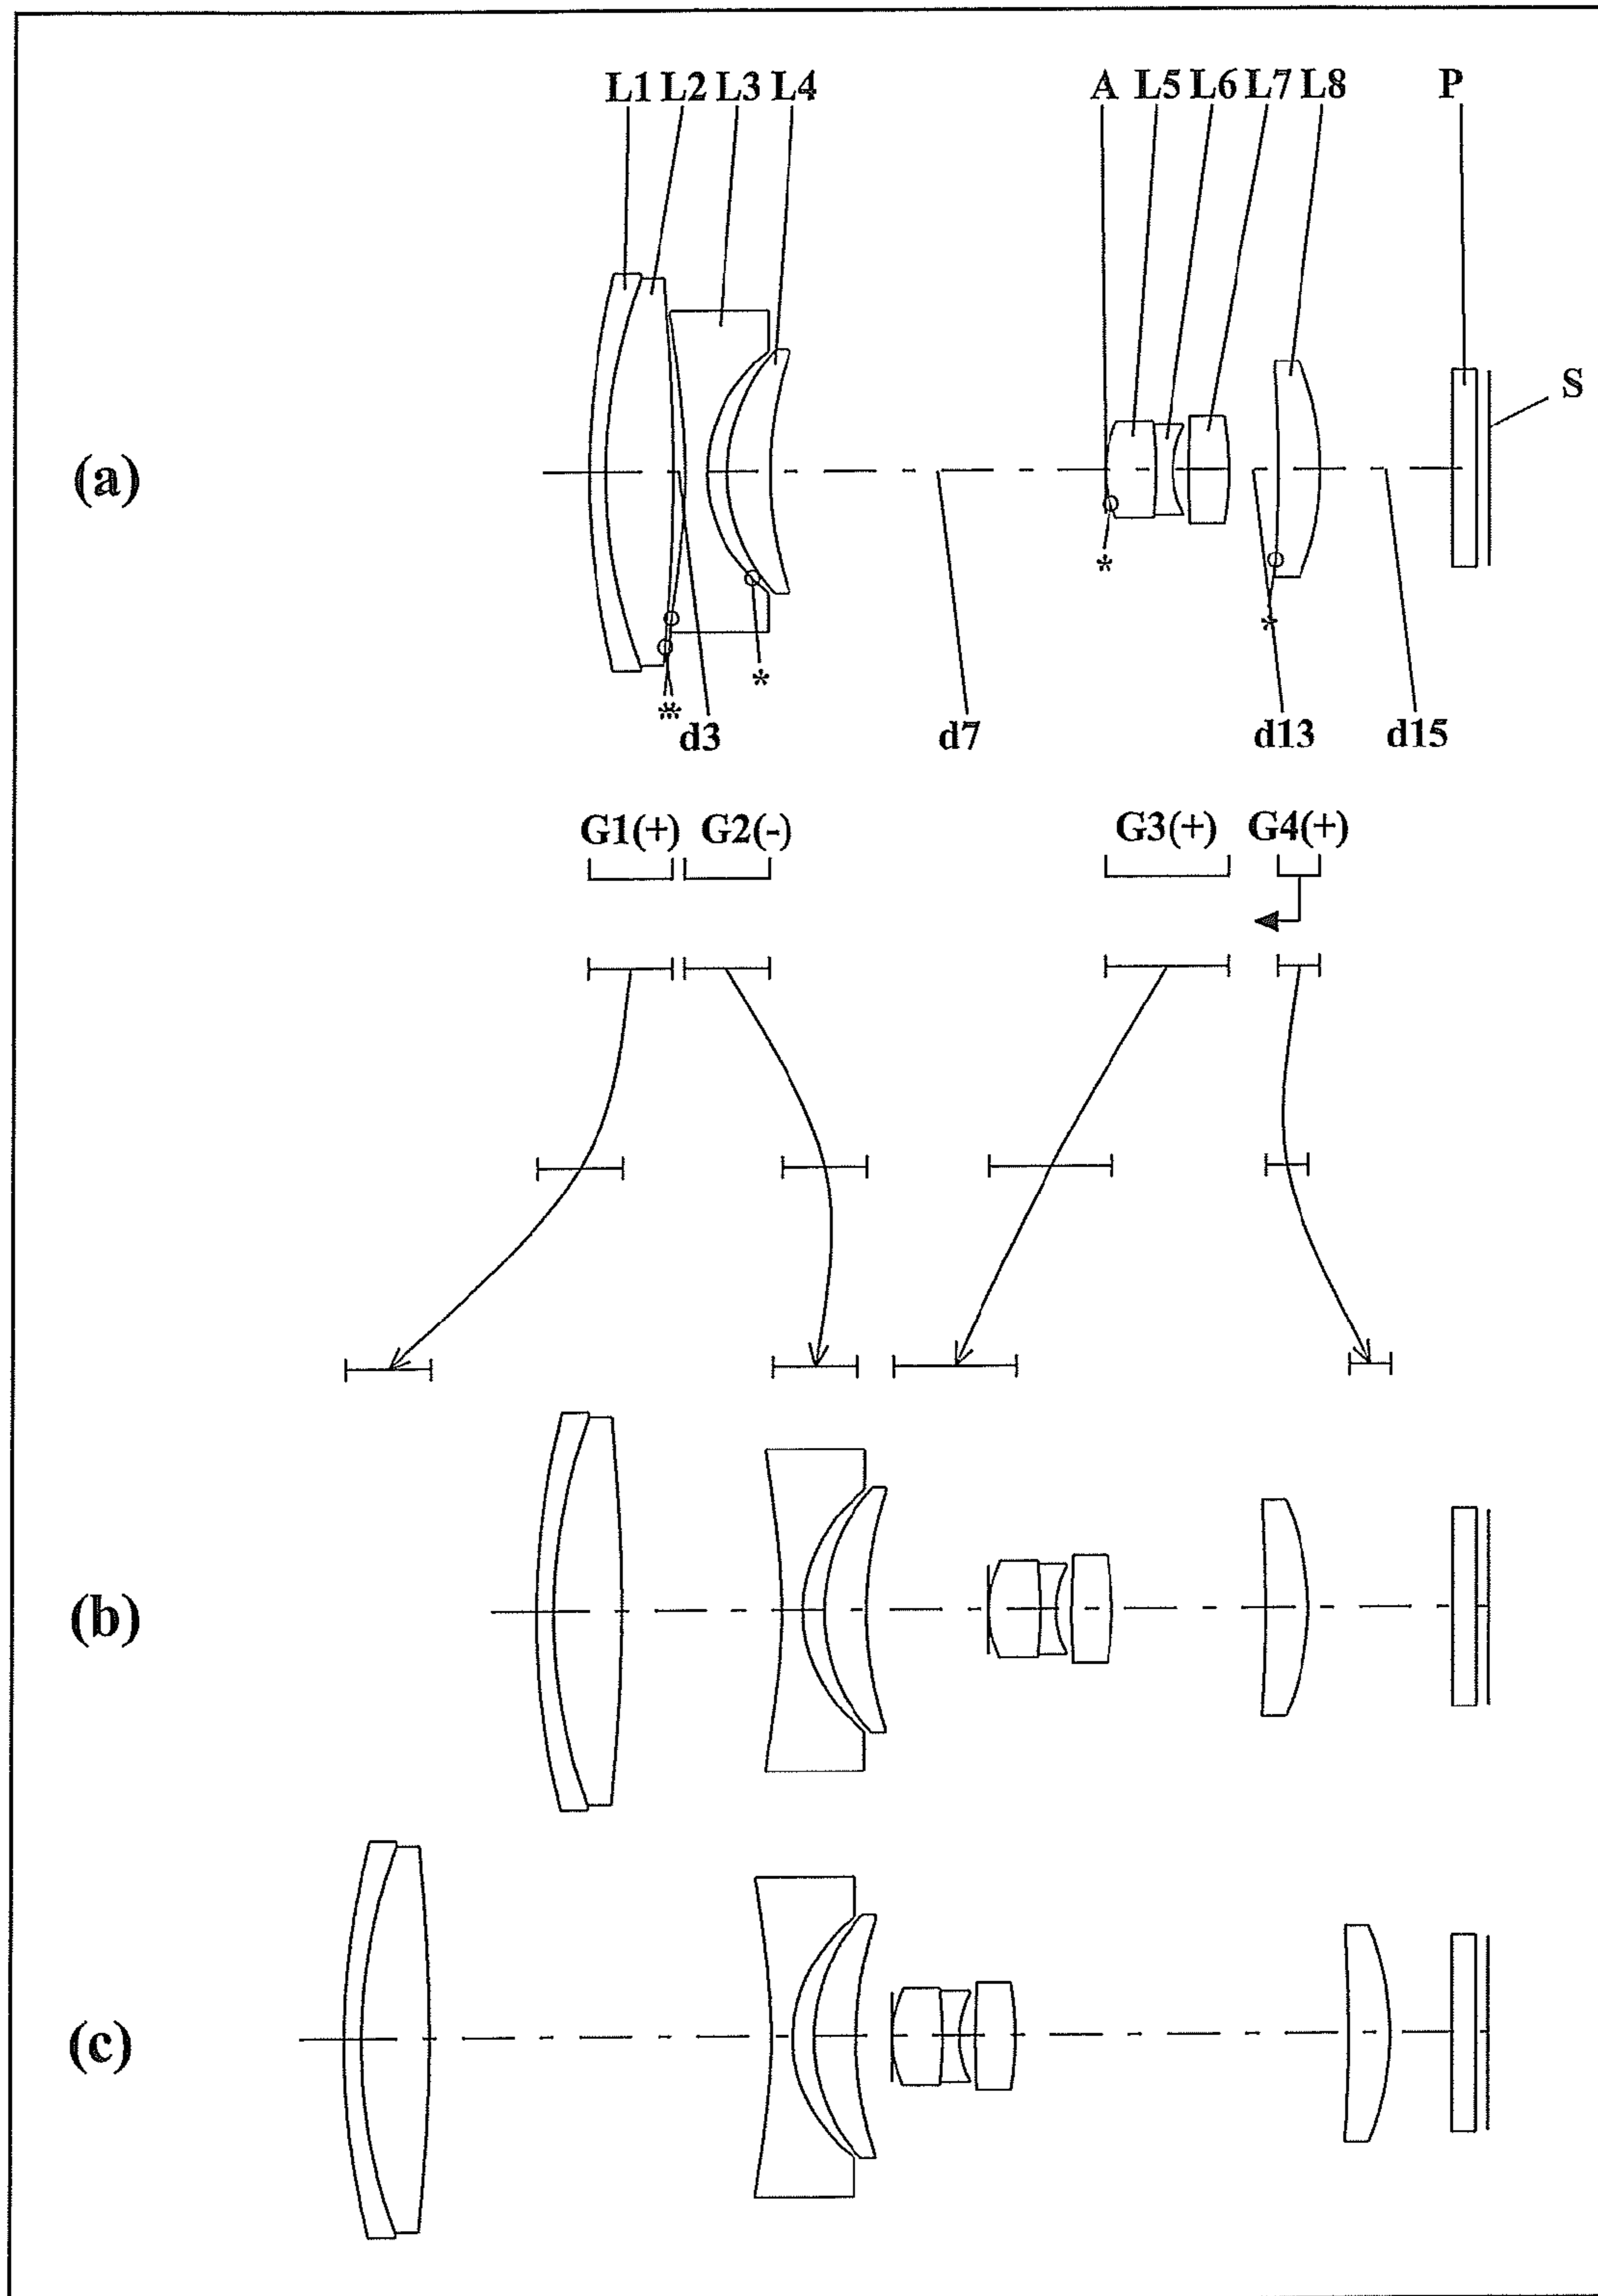 L1 L2 L3 L4 A L5 L6 L7 L8 P
S
(a)
* *
* *
* *
d3 d7 d13 d15
G1(+) G2(-) G3(+) G4(+)
(b)
(c)